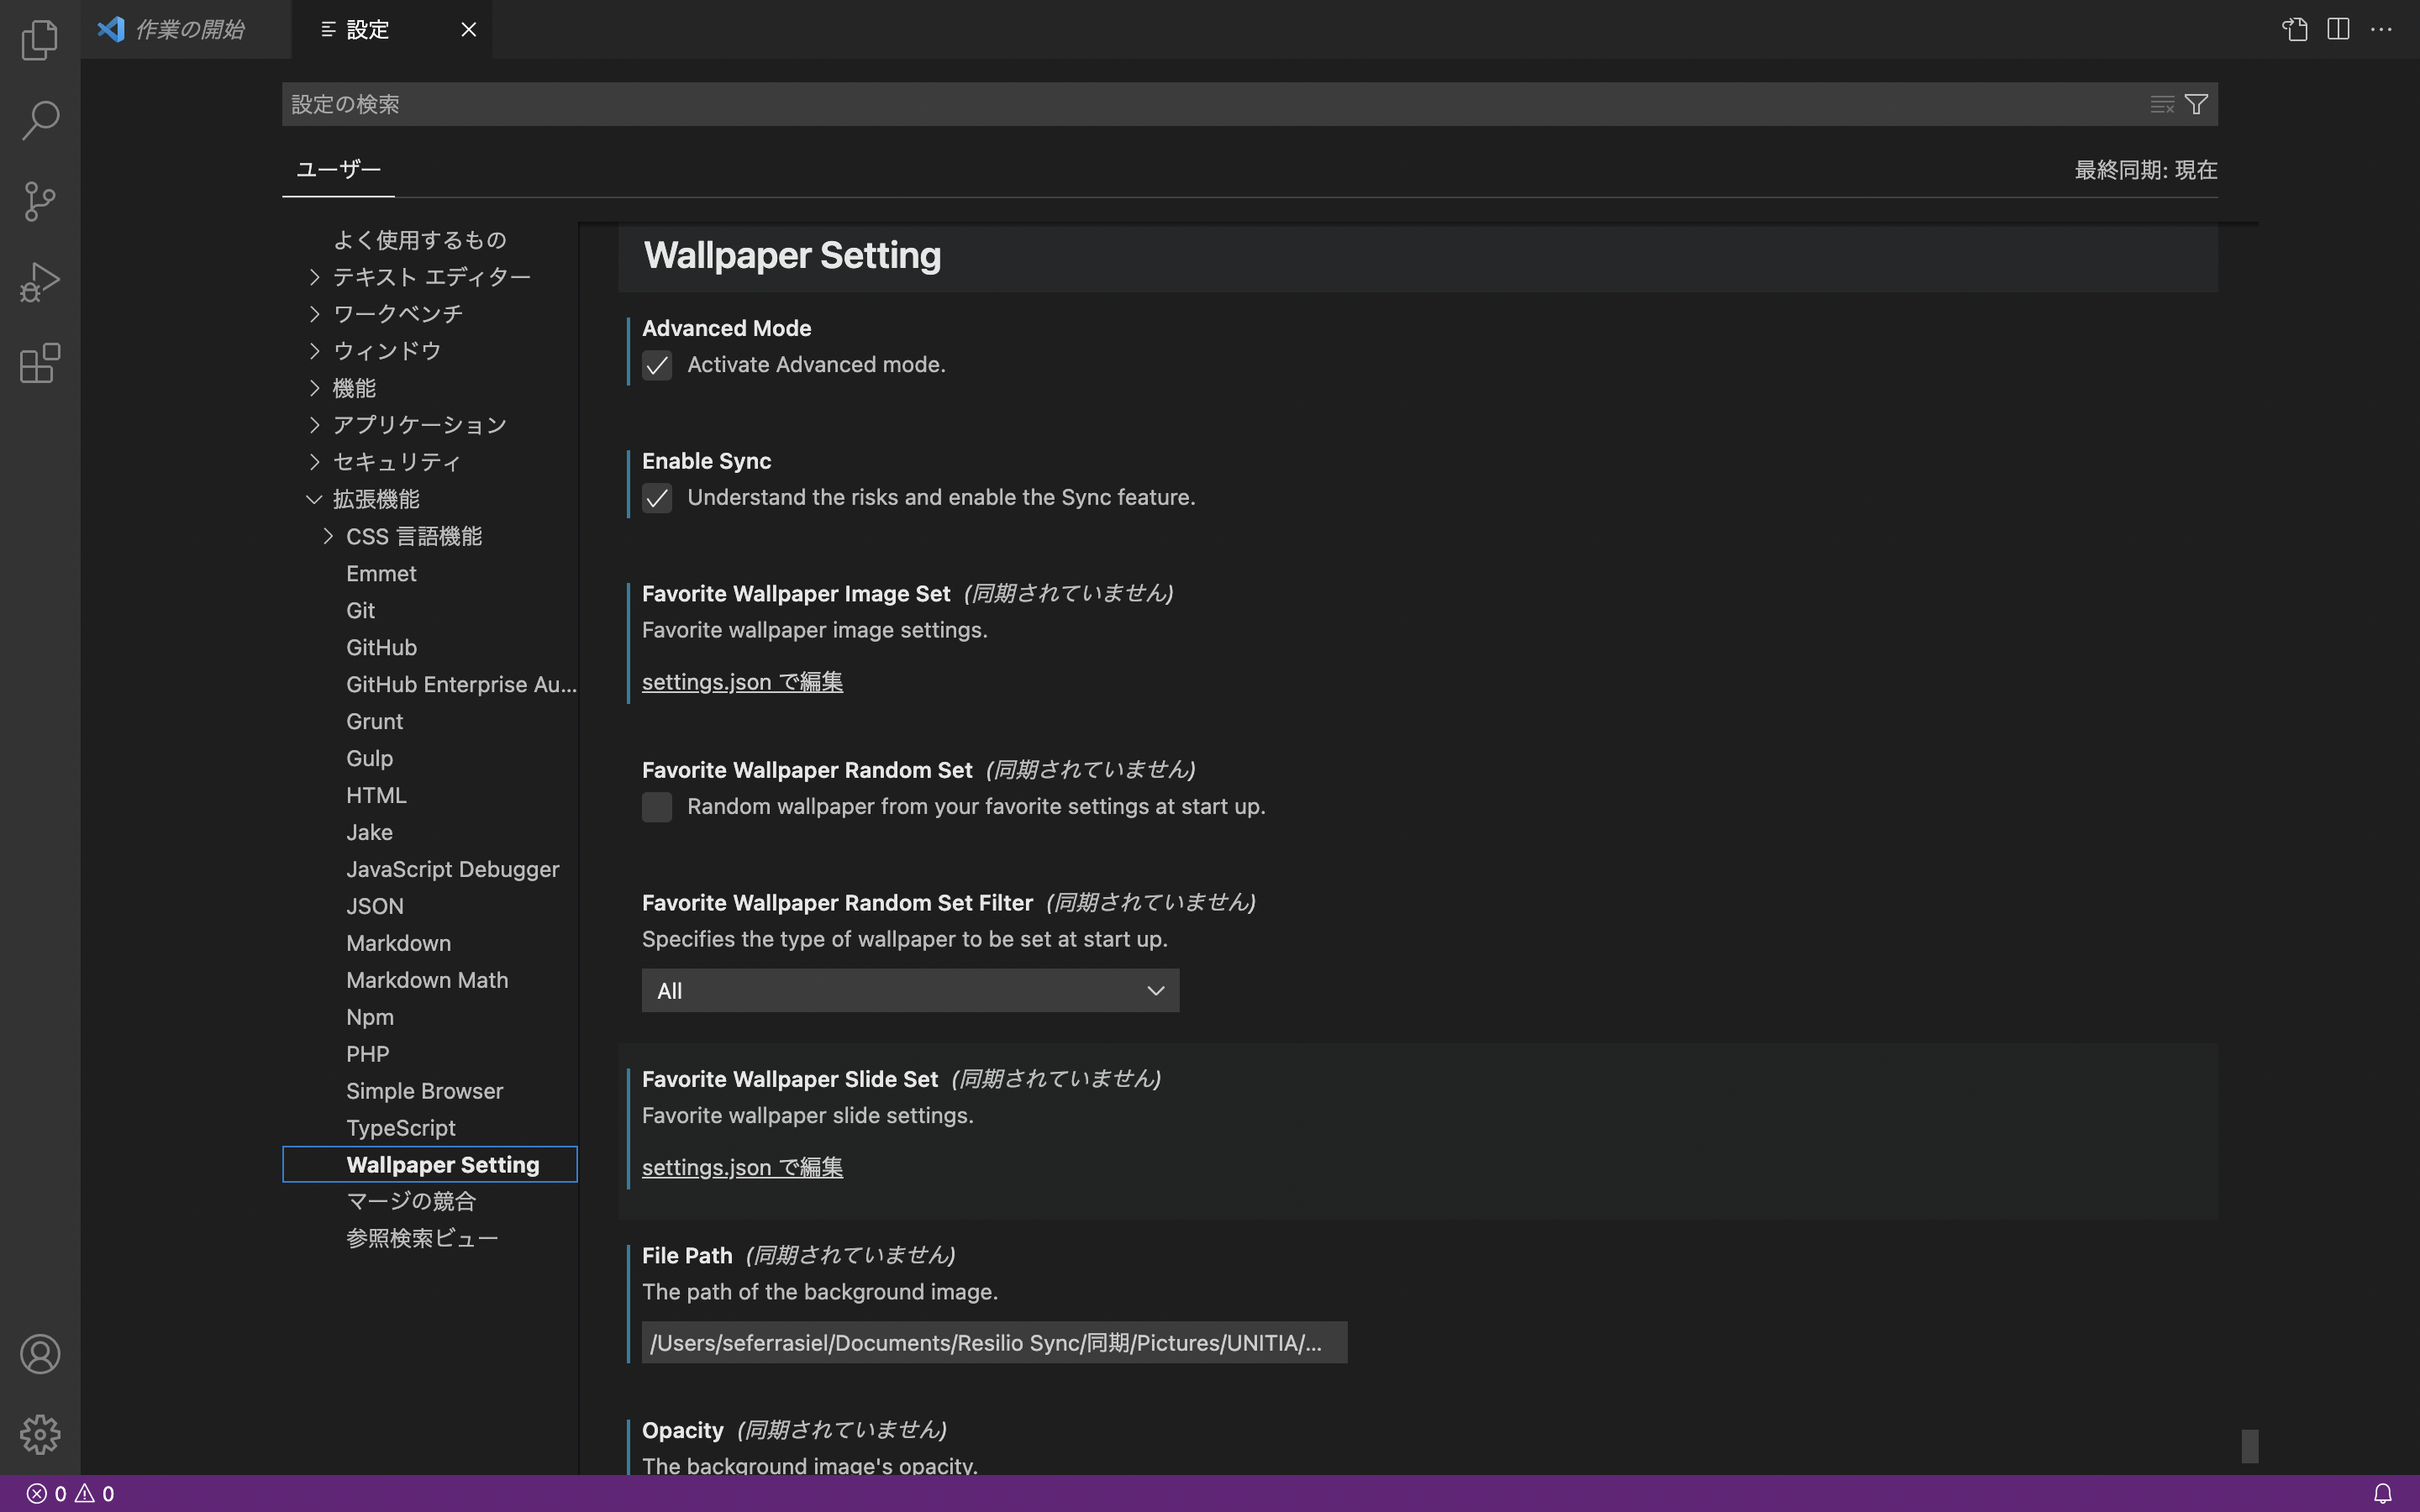 作業の開始
設定
設定の検索
ユーザー
最終同期: 現在
よく使用するもの
テキスト エディター
ワークベンチ
ウィンドウ
機能
アプリケーション
セキュリティ
拡張機能
CSS 言語機能
Emmet
Git
GitHub
GitHub Enterprise Au...
Grunt
Gulp
HTML
Jake
JavaScript Debugger
JSON
Markdown
Markdown Math
Npm
PHP
Simple Browser
TypeScript
Wallpaper Setting
マージの競合
参照検索ビュー
Wallpaper Setting
Advanced Mode
Activate Advanced mode.
Enable Sync
Understand the risks and enable the Sync feature.
Favorite Wallpaper Image Set (同期されていません)
Favorite wallpaper image settings.
settings.json で編集
Favorite Wallpaper Random Set (同期されていません)
Random wallpaper from your favorite settings at start up.
Favorite Wallpaper Random Set Filter (同期されていません)
Specifies the type of wallpaper to be set at start up.
All
Favorite Wallpaper Slide Set (同期されていません)
Favorite wallpaper slide settings.
settings.json で編集
File Path (同期されていません)
The path of the background image.
/Users/seferrasiel/Documents/Resilio Sync/同期/Pictures/UNITIA/...
Opacity (同期されていません)
The background image's opacity.
0 0